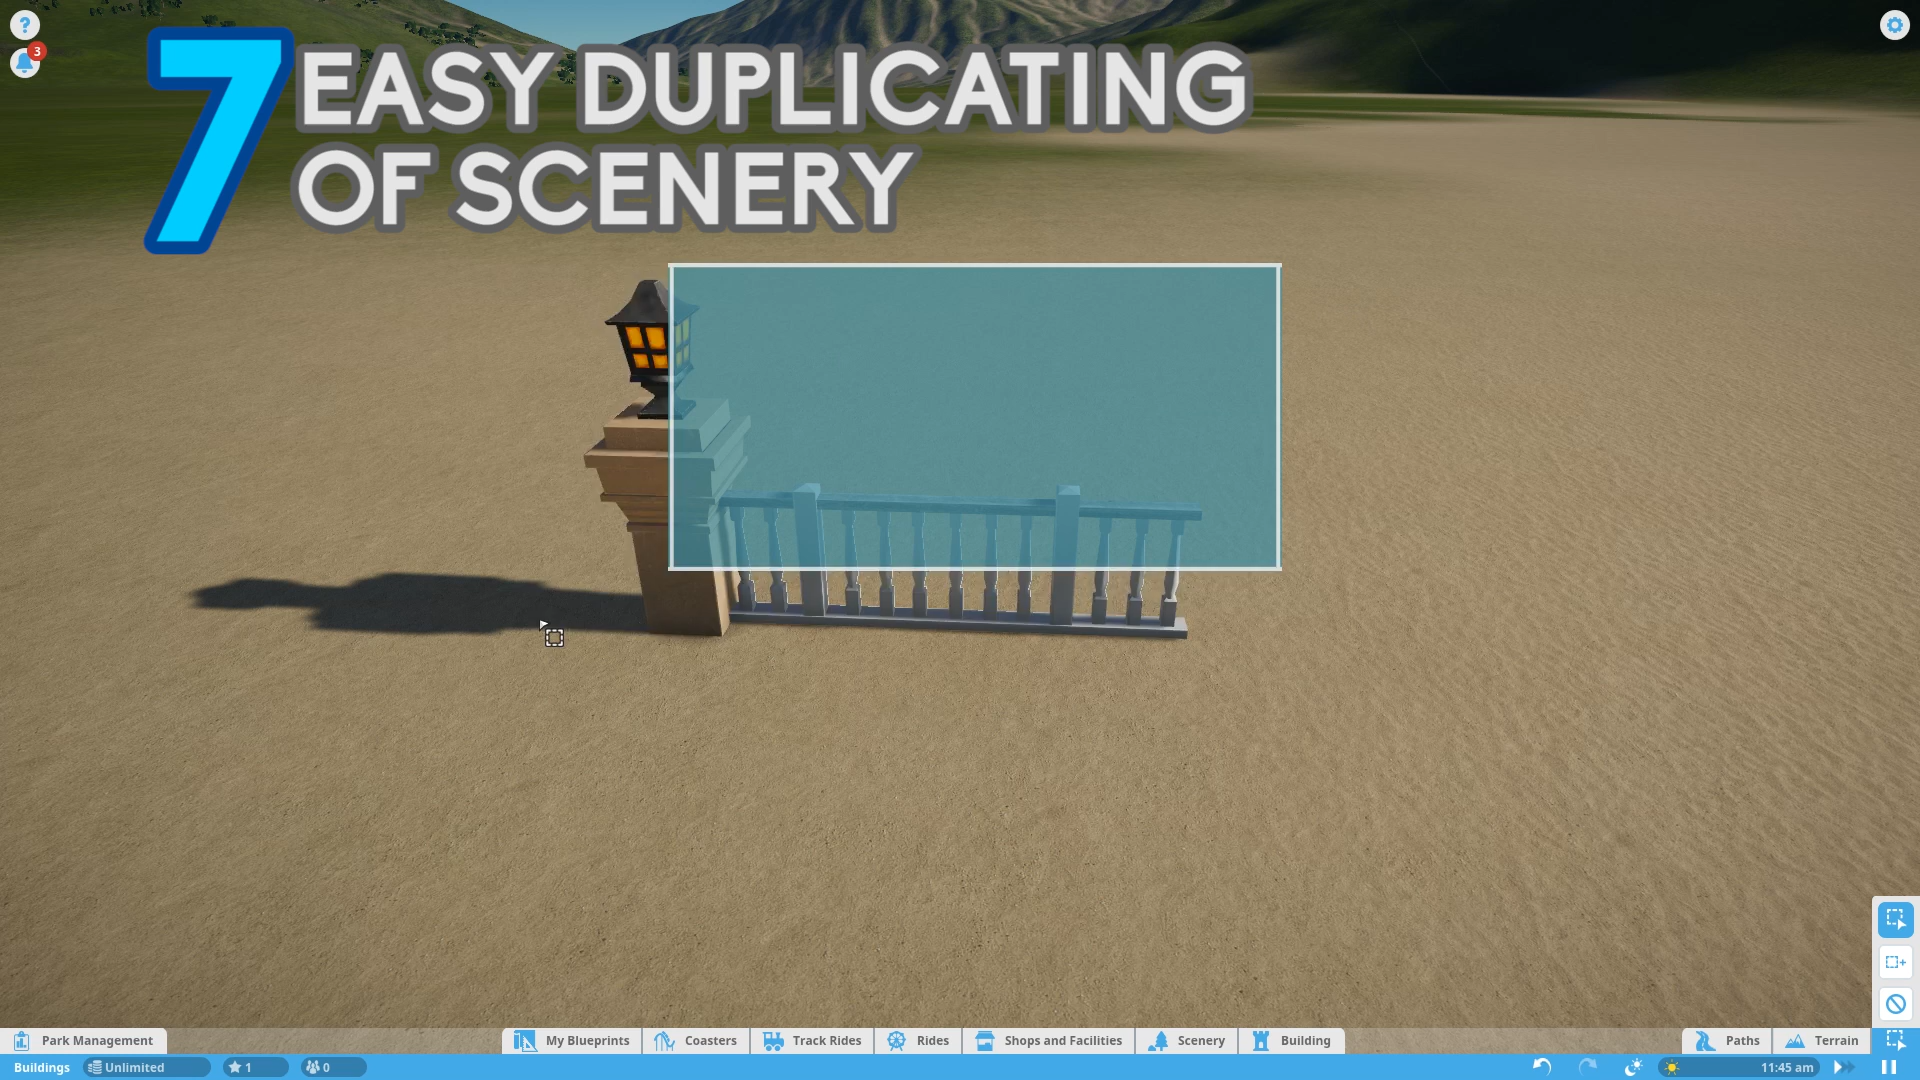 ?
3
7 EASY DUPLICATING
OF SCENERY
Park Management
My Blueprints
Coasters
Track Rides
Rides
Shops and Facilities
Scenery
Building
Paths
Terrain
Buildings
Unlimited
1
0
11:45 am